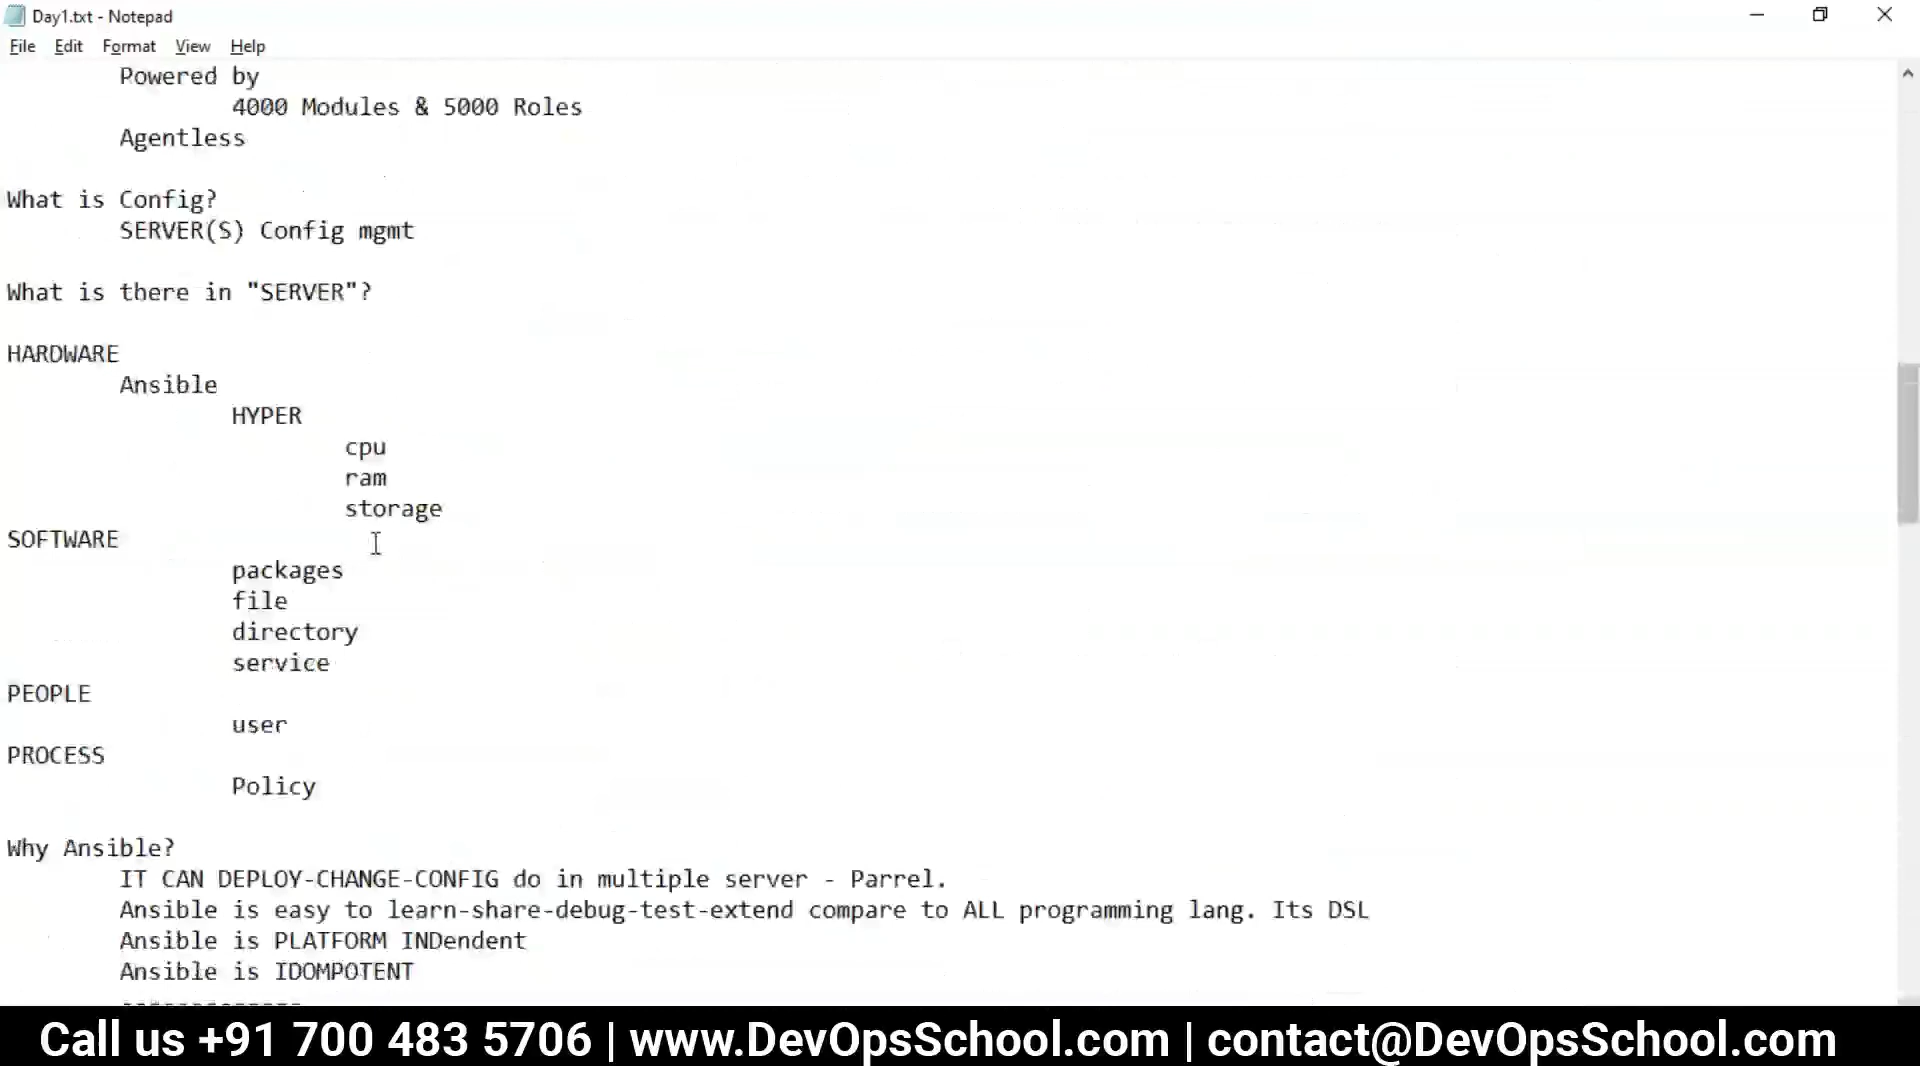 Day1.txt - Notepad
File Edit Format View Help
Powered by
4000 Modules & 5000 Roles
Agentless
What is Config?
SERVER(S) Config mgmt
What is there in "SERVER"?
HARDWARE
Ansible
HYPER
cpu
ram
storage
SOFTWARE
packages
file
directory
service
PEOPLE
user
PROCESS
Policy
Why Ansible?
IT CAN DEPLOY-CHANGE-CONFIG do in multiple server - Parrel.
Ansible is easy to learn-share-debug-test-extend compare to ALL programming lang. Its DSL
Ansible is PLATFORM INDendent
Ansible is IDOMPOTENT
Call us +91 700 483 5706 | www.DevOpsSchool.com | contact@DevOpsSchool.com